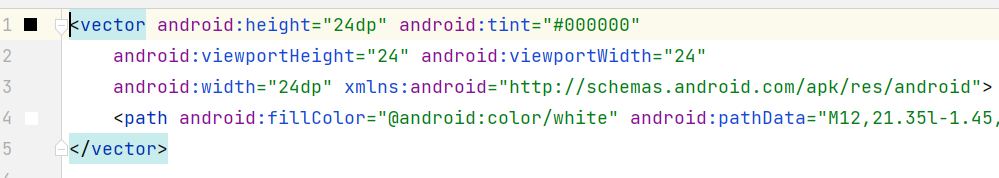 1 <vector android:height="24dp" android:tint="#000000"
2 android:viewportHeight="24" android:viewportWidth="24"
3 android:width="24dp" xmlns:android="http://schemas.android.com/apk/res/android">
4 <path android:fillColor="@android:color/white" android:pathData="M12,21.35l-1.45,
5 </vector>